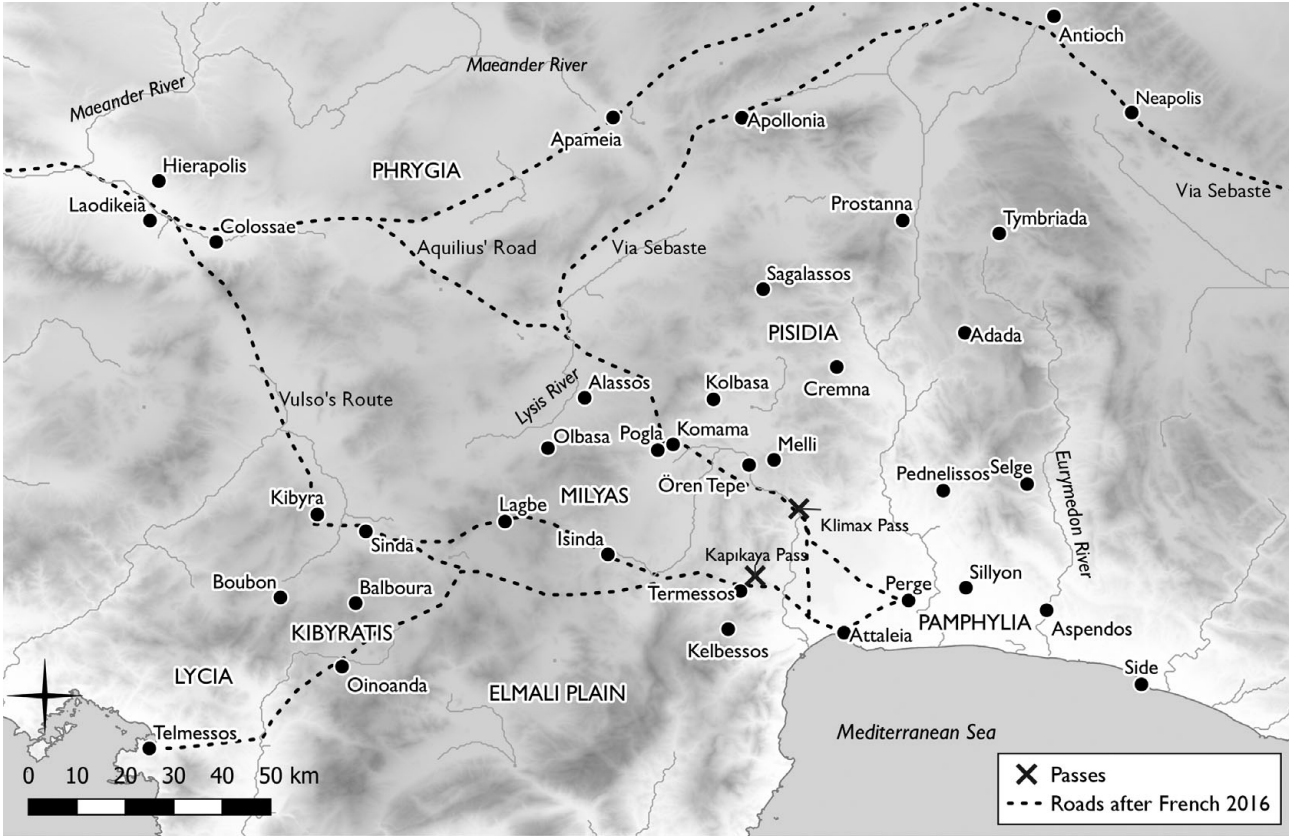 Antioch
Maeander River
Maeander River
Neapolis
Apameia
Apollonia
Hierapolis
PHRYGIA
Via Sebaste
Laodikeia
Prostanna
Colossae
Tymbriada
Aquilius' Road
Via Sebaste
Sagalassos
PISIDIA
Adada
Alassos
Kolbasa
Cremna
Vulso's Route
Lysis River
Olbasa
Pogla
Komama
Melli
Pednelissos
Selge
Ören Tepe
Eurymedon River
Kibyra
MILYAS
Lagbe
Klimax Pass
Sinda
Isinda
Kapıkaya Pass
Boubon
Balboura
Termessos
Perge
Sillyon
KIBYRATIS
PAMPHYLIA
Attaleia
Aspendos
Kelbessos
LYCIA
Oinoanda
ELMALI PLAIN
Side
Telmessos
Mediterranean Sea
0 10 20 30 40 50 km
Passes
Roads after French 2016